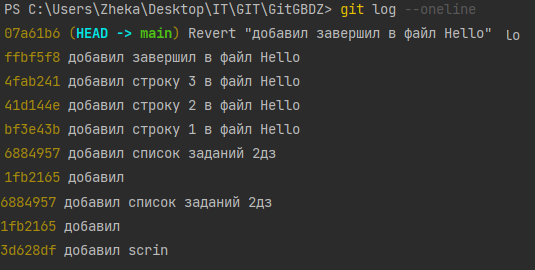 PS C:\Users\Zheka\Desktop\IT\GIT\GitGBDZ> git log --oneline
07a61b6 (HEAD -> main) Revert "добавил завершил в файл Hello" lo
ffbf5f8 добавил завершил в файл Hello
4fab241 добавил строку 3 в файл Hello
41d144e добавил строку 2 в файл Hello
bf3e43b добавил строку 1 в файл Hello
6884957 добавил список заданий 2дз
1fb2165 добавил
6884957 добавил список заданий 2дз
1fb2165 добавил
3d628df добавил scrin